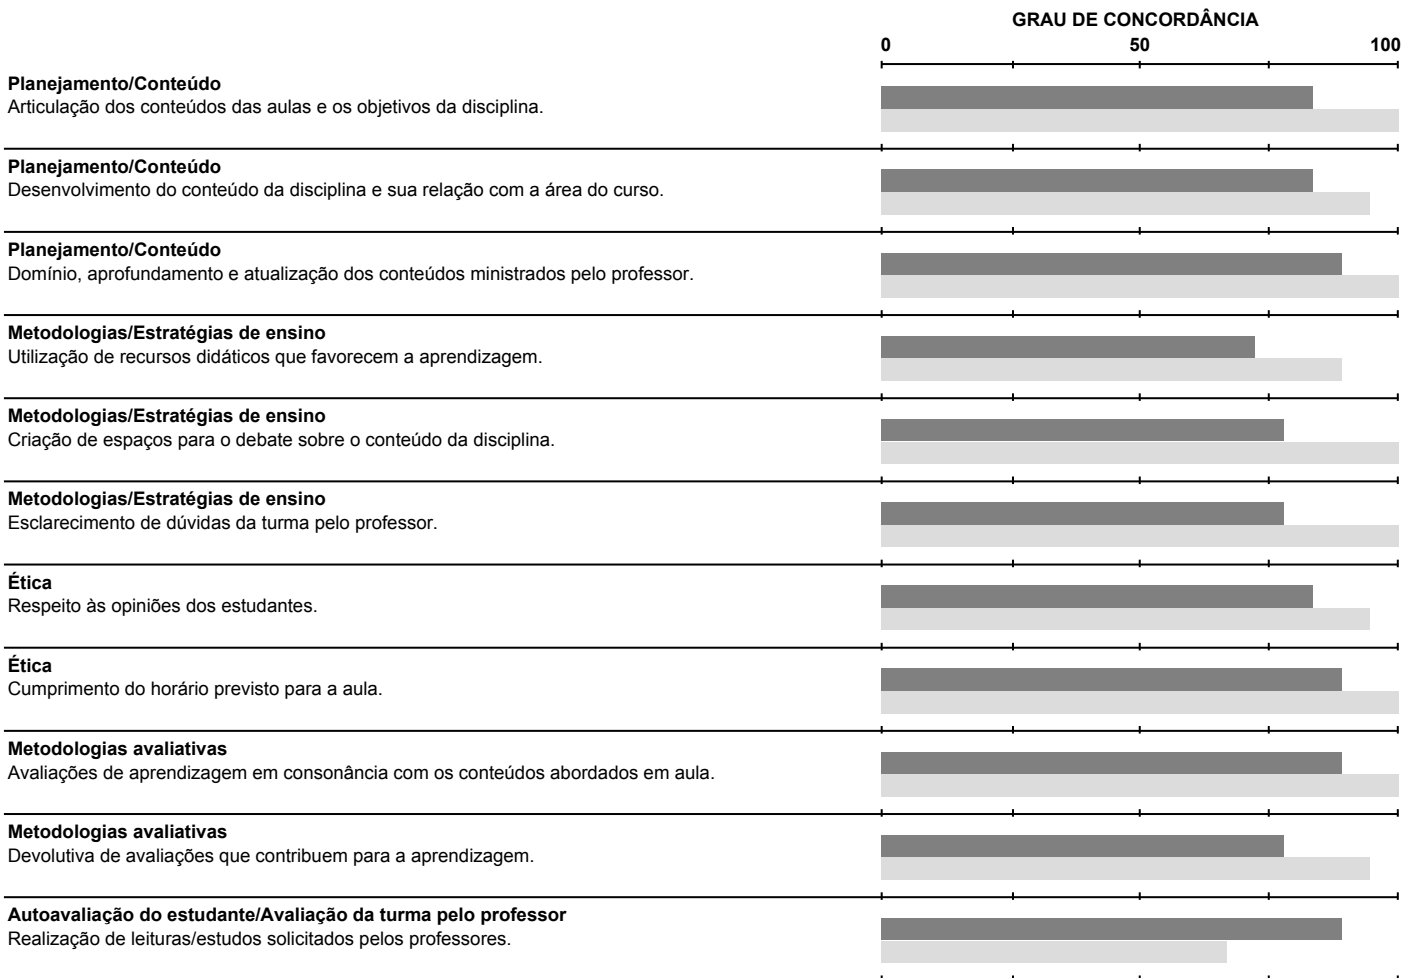 GRAU DE CONCORDÂNCIA
0 50 100
Planejamento/Conteúdo
Articulação dos conteúdos das aulas e os objetivos da disciplina.
Planejamento/Conteúdo
Desenvolvimento do conteúdo da disciplina e sua relação com a área do curso.
Planejamento/Conteúdo
Domínio, aprofundamento e atualização dos conteúdos ministrados pelo professor.
Metodologias/Estratégias de ensino
Utilização de recursos didáticos que favorecem a aprendizagem.
Metodologias/Estratégias de ensino
Criação de espaços para o debate sobre o conteúdo da disciplina.
Metodologias/Estratégias de ensino
Esclarecimento de dúvidas da turma pelo professor.
Ética
Respeito às opiniões dos estudantes.
Ética
Cumprimento do horário previsto para a aula.
Metodologias avaliativas
Avaliações de aprendizagem em consonância com os conteúdos abordados em aula.
Metodologias avaliativas
Devolutiva de avaliações que contribuem para a aprendizagem.
Autoavaliação do estudante/Avaliação da turma pelo professor
Realização de leituras/estudos solicitados pelos professores.